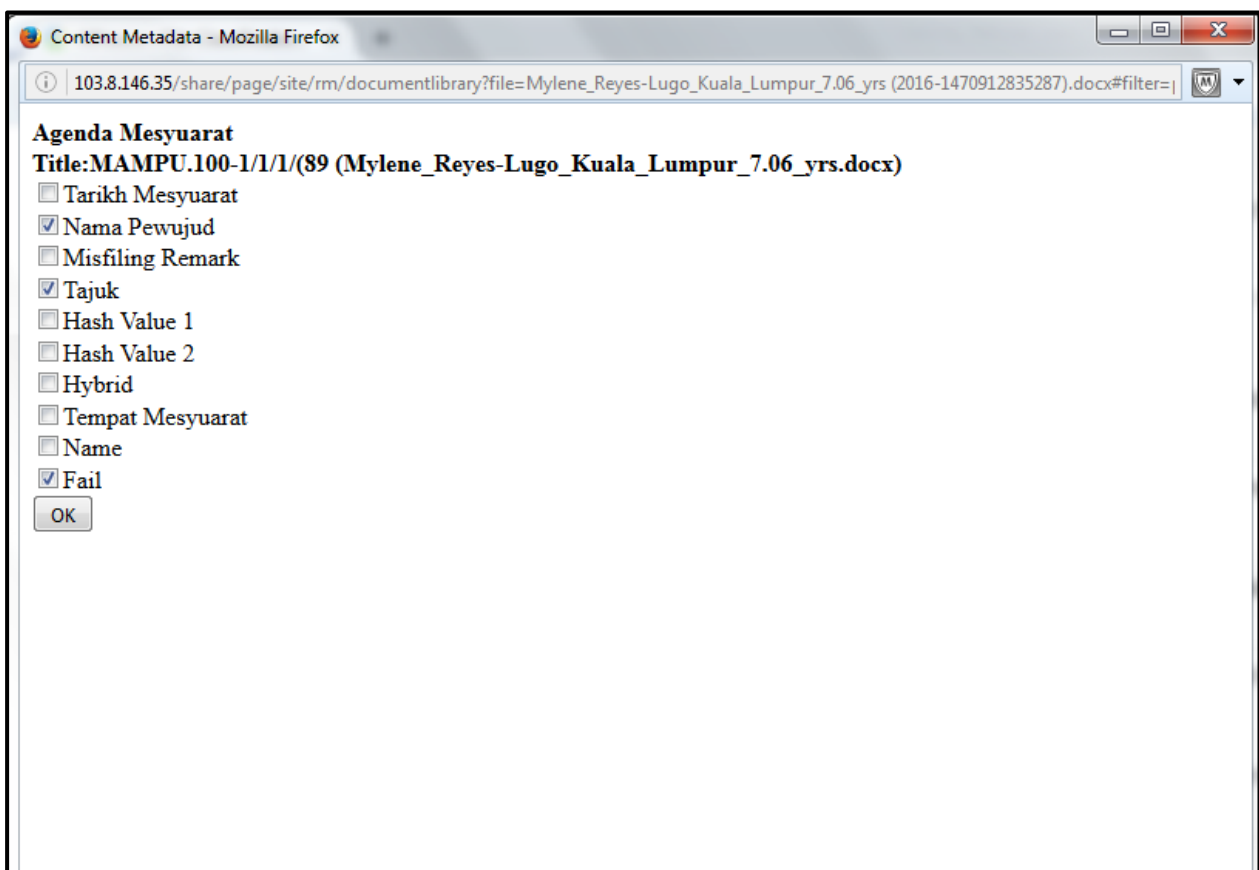 Content Metadata - Mozilla Firefox
103.8.146.35/share/page/site/rm/documentlibrary?file=Mylene_Reyes-Lugo_Kuala_Lumpur_7.06_yrs (2016-1470912835287).docx#filter=
Agenda Mesyuarat
Title:MAMPU.100-1/1/1/(89 (Mylene_Reyes-Lugo_Kuala_Lumpur_7.06_yrs.docx)
Tarikh Mesyuarat
Nama Pewujud
Misfiling Remark
Tajuk
Hash Value 1
Hash Value 2
Hybrid
Tempat Mesyuarat
Name
Fail
OK